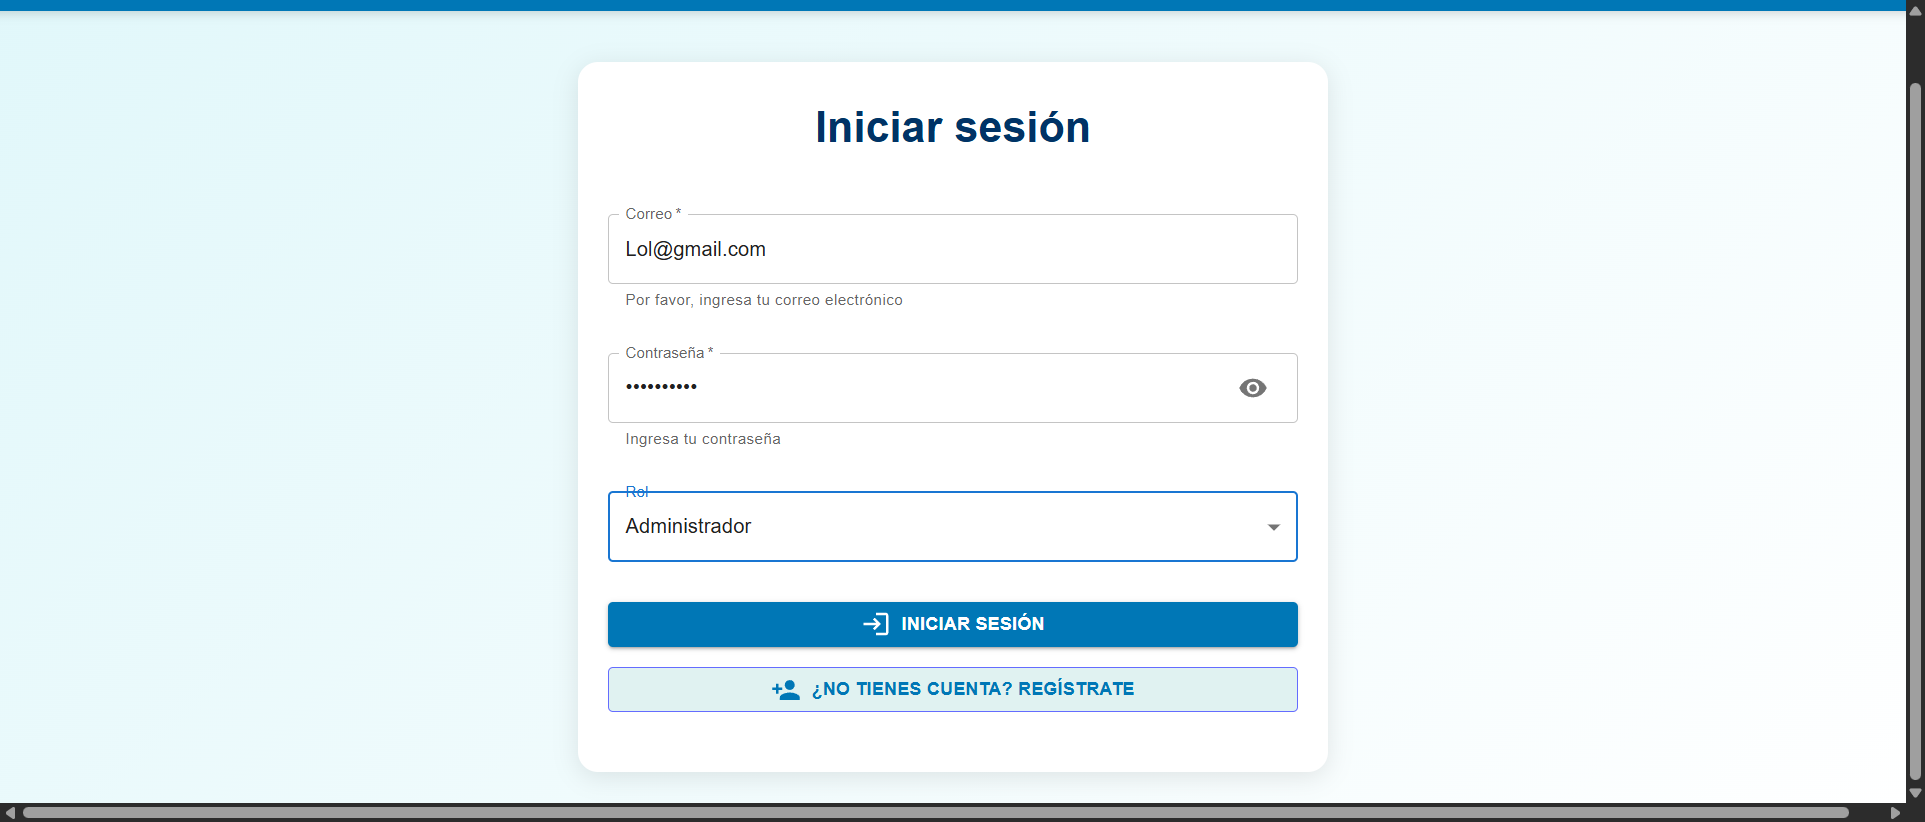 Iniciar sesión
Correo *
Lol@gmail.com
Por favor, ingresa tu correo electrónico
Contraseña *
••••••••••
Ingresa tu contraseña
Rol
Administrador
INICIAR SESIÓN
¿NO TIENES CUENTA? REGÍSTRATE